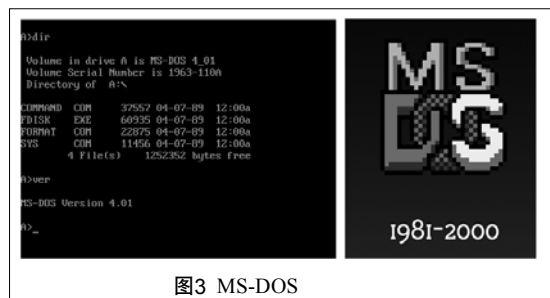 A>dir
Volume in drive A is MS-DOS 4_01
Volume Serial Number is 1963-110A
Directory of A:\
COMMAND COM 37557 04-07-89 12:00a
FDISK EXE 60935 04-07-89 12:00a
FORMAT COM 22875 04-07-89 12:00a
SYS COM 11456 04-07-89 12:00a
4 File(s) 1252352 bytes free
A>ver
MS-DOS Version 4.01
A>_
MS
DOS
1981-2000
图3 MS-DOS